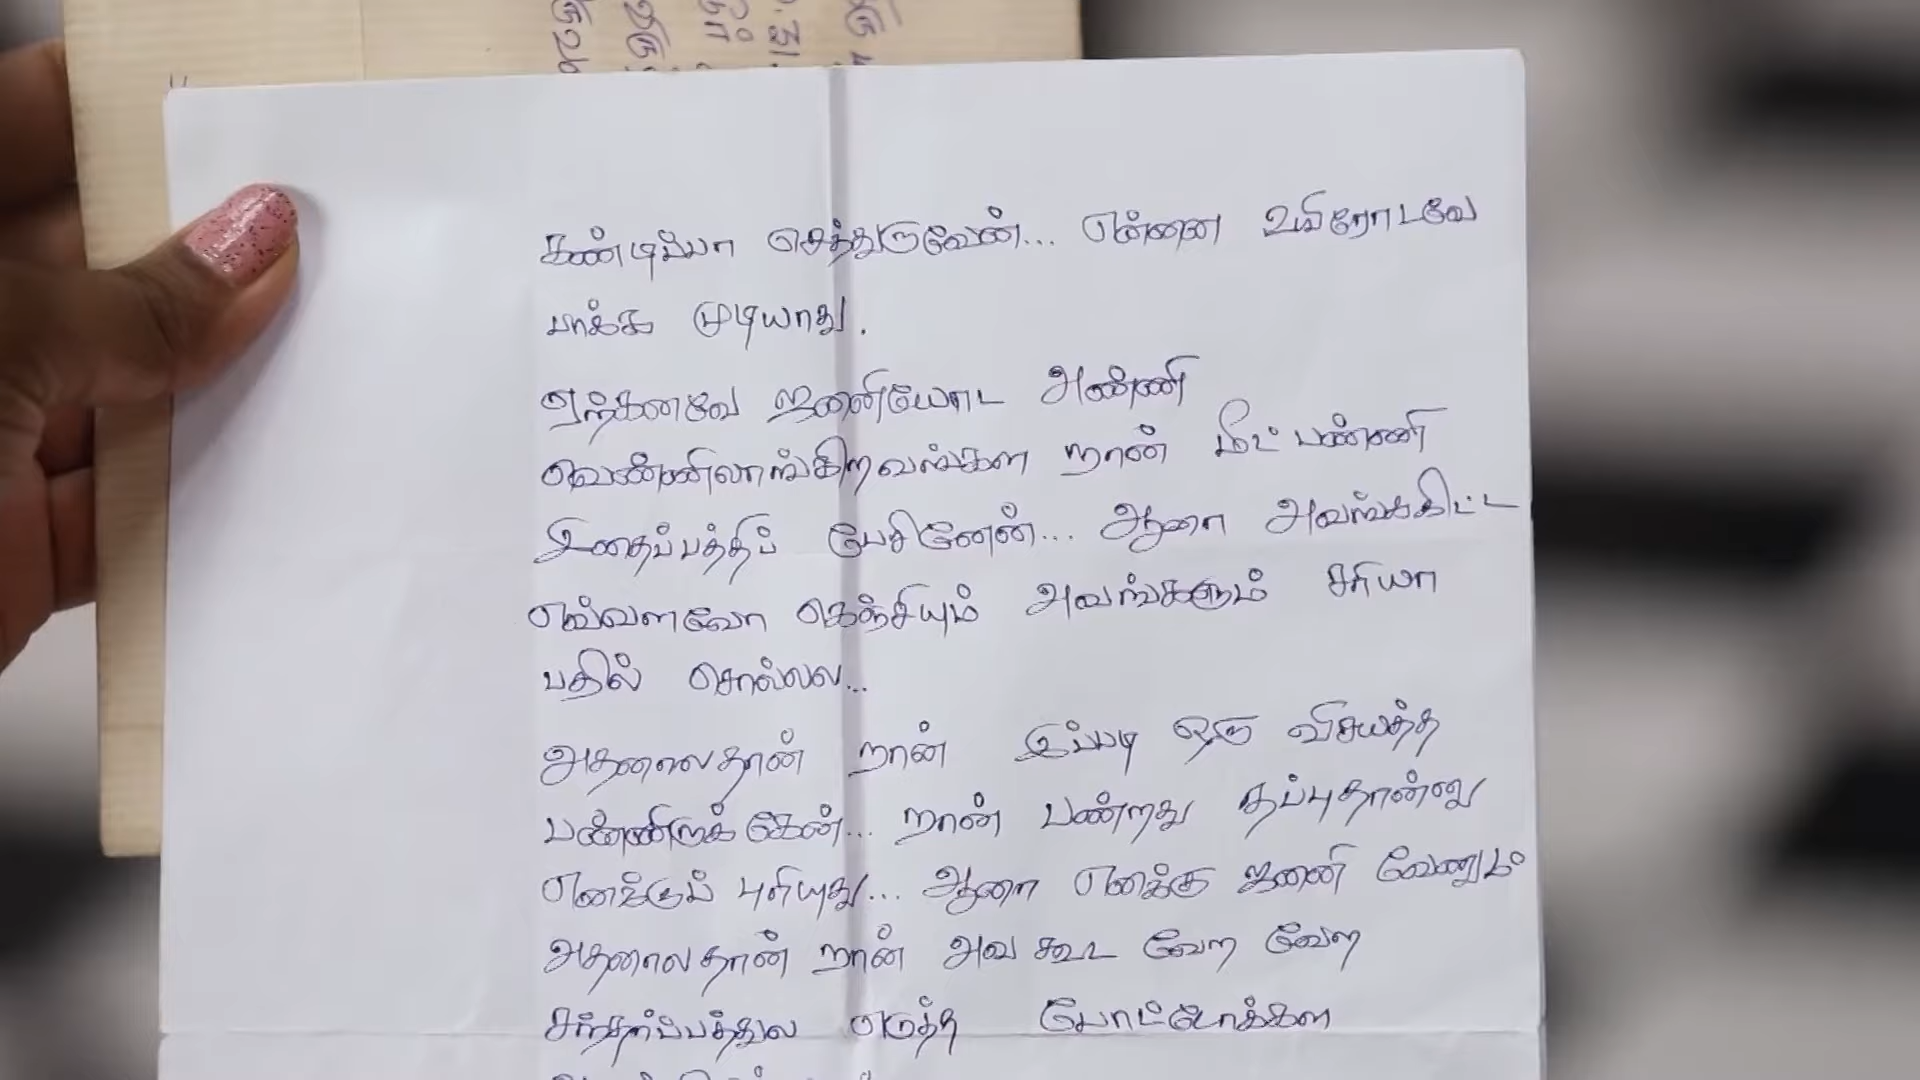 கண்டிப்பா செத்துருவேன்... என்னை உயிரோடவே
பாக்க முடியாது.
ஏற்கனவே ஜனனியோட அண்ணி
வெண்ணிலாங்கிறவங்கள நான் மீட் பண்ணி
இதைப்பத்திப் பேசினேன்... ஆனா அவங்ககிட்ட
எவ்வளவோ கெஞ்சியும் அவங்களும் சரியா
பதில் சொல்லல...
அதனாலதான் நான் இப்படி ஒரு விசயத்த
பண்ணிருக்கேன்... நான் பண்றது தப்புதான்னு
எனக்கும் புரியுது... ஆனா எனக்கு ஜனனி வேணும்
அதனாலதான் நான் அவ கூட வேற வேற
சந்தர்ப்பத்துல எடுத்த போட்டோக்கள